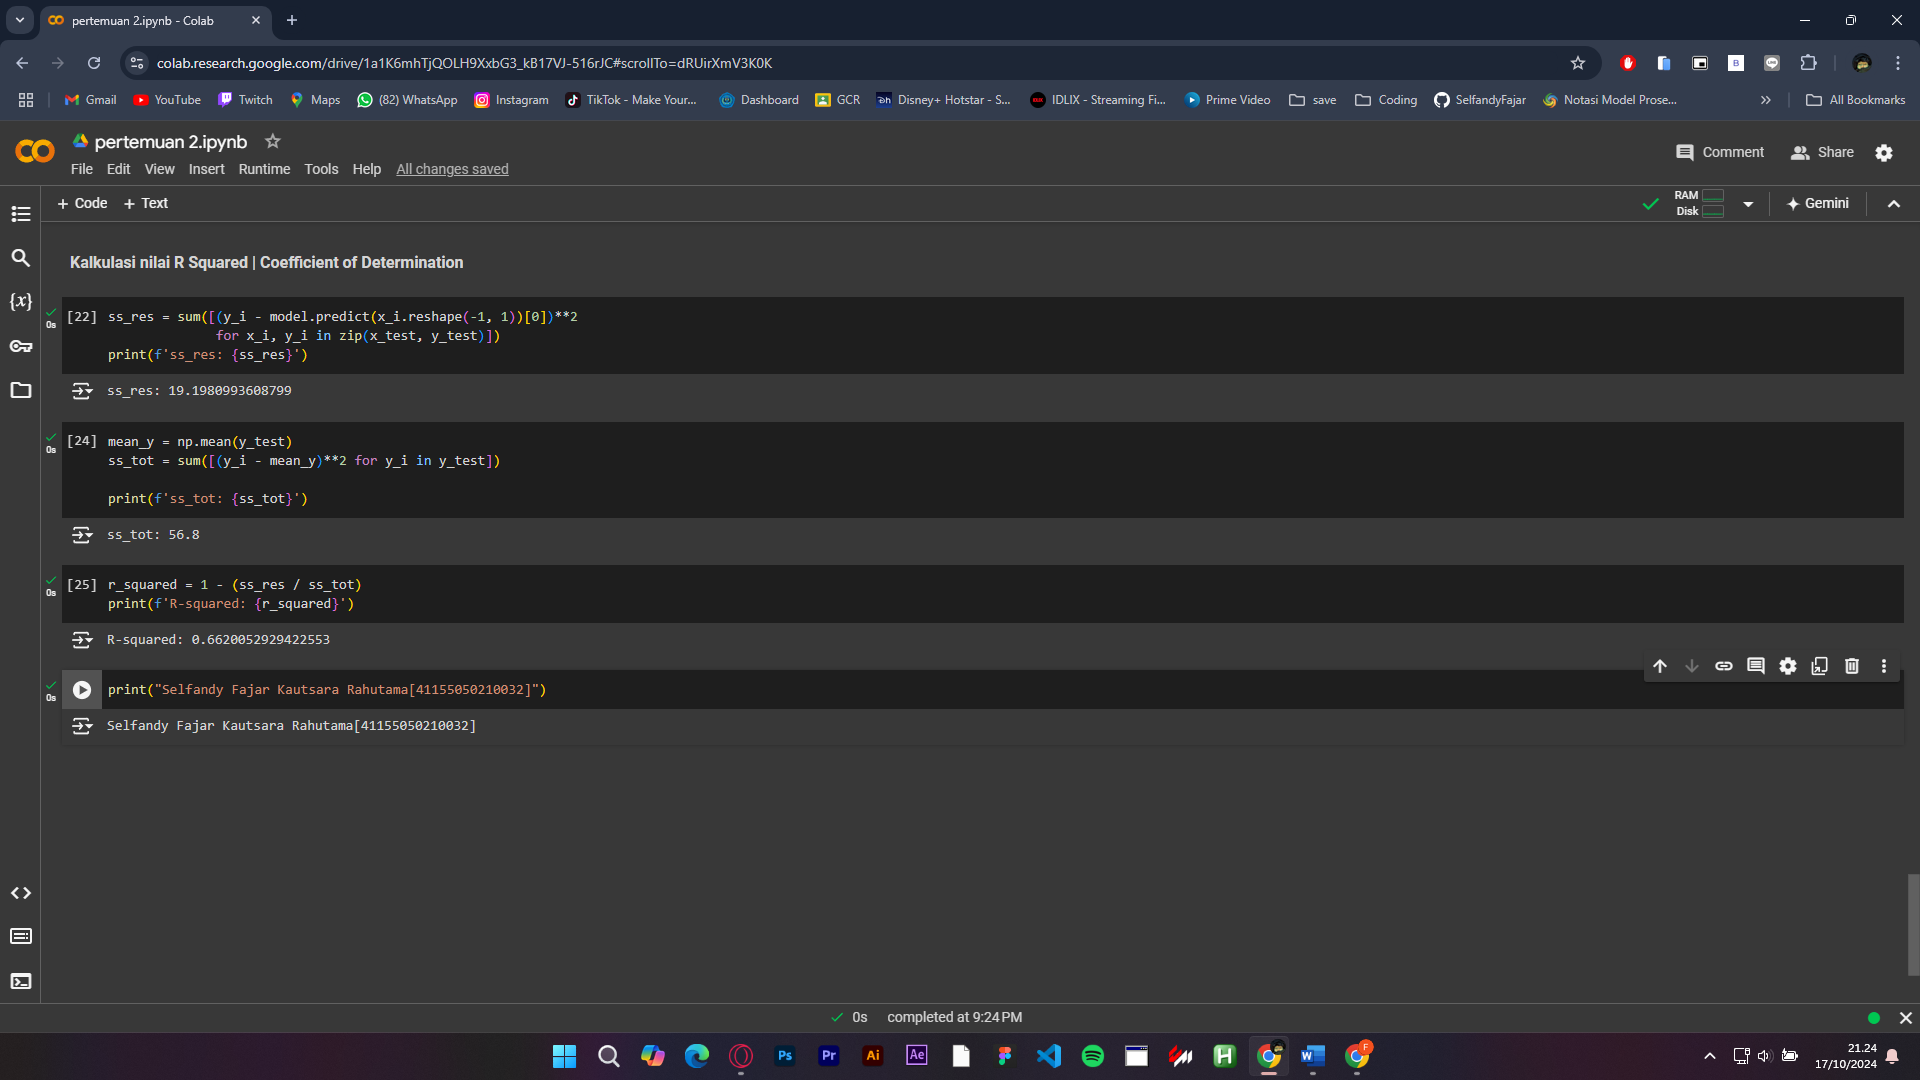 pertemuan 2.ipynb - Colab
colab.research.google.com/drive/1a1K6mhTjQOLH9XxbG3_kB17VJ-516rJC#scrollTo=dRUirXmV3K0K
Gmail YouTube Twitch Maps (82) WhatsApp Instagram TikTok - Make Your... Dashboard GCR Disney+ Hotstar - S... IDLIX - Streaming Fi... Prime Video save Coding SelfandyFajar Notasi Model Prose... » All Bookmarks
pertemuan 2.ipynb
Comment Share
File Edit View Insert Runtime Tools Help All changes saved
+ Code + Text
RAM
Disk
Gemini
Kalkulasi nilai R Squared | Coefficient of Determination
0s
[22] ss_res = sum([(y_i - model.predict(x_i.reshape(-1, 1))[0])**2
for x_i, y_i in zip(x_test, y_test)])
print(f'ss_res: {ss_res}')
ss_res: 19.1980993608799
0s
[24] mean_y = np.mean(y_test)
ss_tot = sum([(y_i - mean_y)**2 for y_i in y_test])
print(f'ss_tot: {ss_tot}')
ss_tot: 56.8
0s
[25] r_squared = 1 - (ss_res / ss_tot)
print(f'R-squared: {r_squared}')
R-squared: 0.6620052929422553
0s
print("Selfandy Fajar Kautsara Rahutama[41155050210032]")
Selfandy Fajar Kautsara Rahutama[41155050210032]
0s completed at 9:24 PM
Ps Pr Ai Ae
21.24
17/10/2024